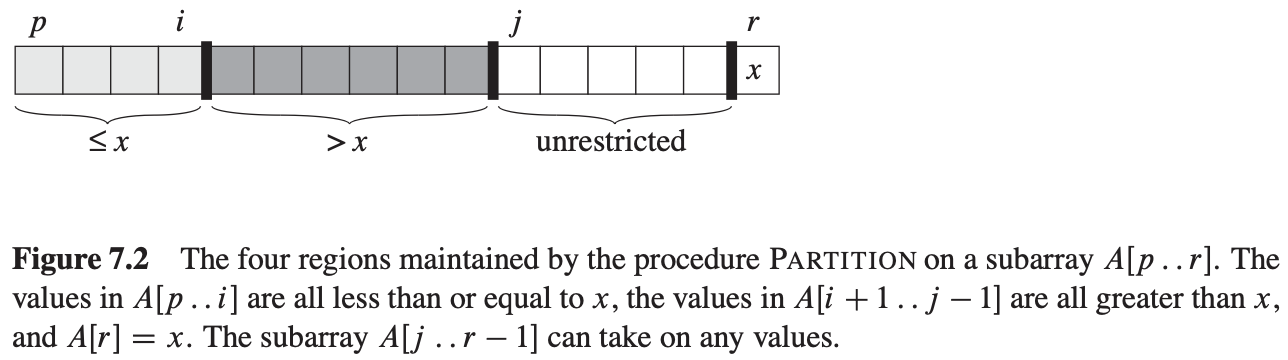 p i j r
x
≤ x > x unrestricted
Figure 7.2 The four regions maintained by the procedure PARTITION on a subarray A[p . . r]. The
values in A[p . . i] are all less than or equal to x, the values in A[i + 1 . . j − 1] are all greater than x,
and A[r] = x. The subarray A[j . . r − 1] can take on any values.